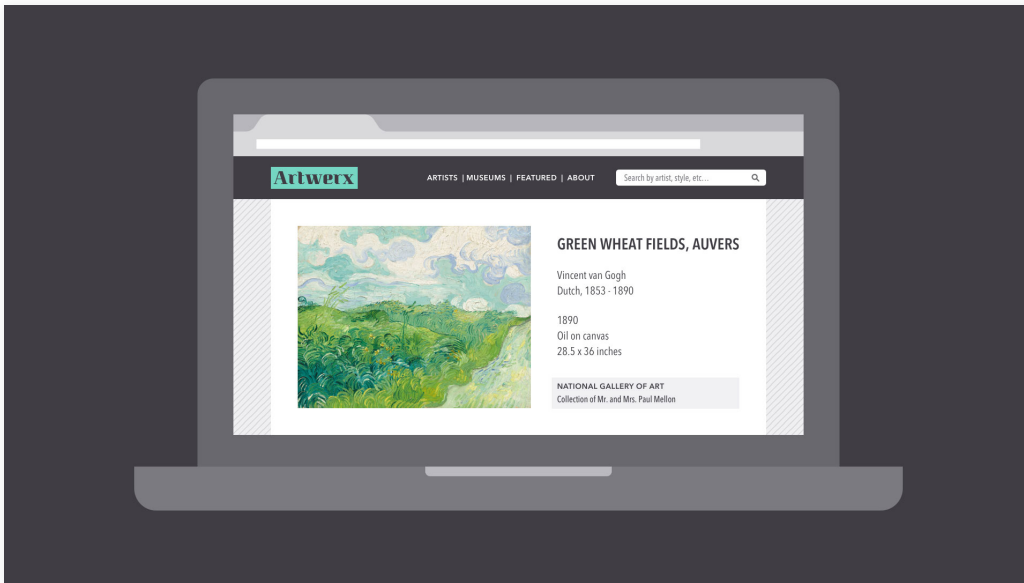 Artwerx
ARTISTS | MUSEUMS | FEATURED | ABOUT
Search by artist, style, etc...
GREEN WHEAT FIELDS, AUVERS
Vincent van Gogh
Dutch, 1853 - 1890
1890
Oil on canvas
28.5 x 36 inches
NATIONAL GALLERY OF ART
Collection of Mr. and Mrs. Paul Mellon